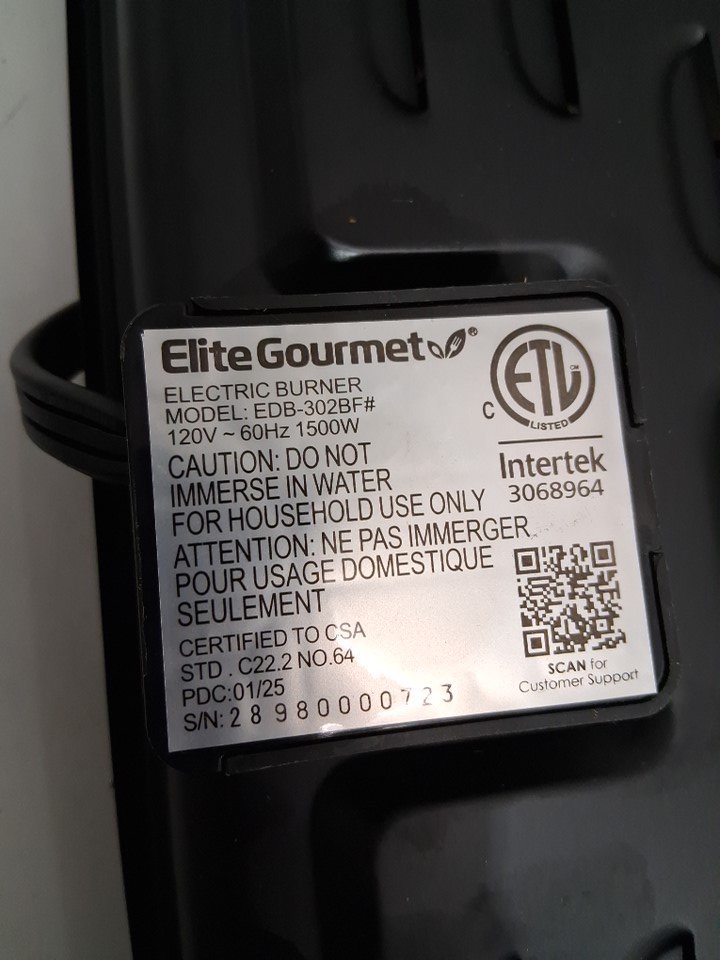 Elite Gourmet®
ELECTRIC BURNER
MODEL: EDB-302BF#
120V ~ 60Hz 1500W
CAUTION: DO NOT
IMMERSE IN WATER
FOR HOUSEHOLD USE ONLY
ATTENTION: NE PAS IMMERGER
POUR USAGE DOMESTIQUE
SEULEMENT
CERTIFIED TO CSA
STD . C22.2 NO.64
PDC:01/25
S/N: 28980000723
C ETL CM
LISTED
Intertek
3068964
SCAN for
Customer Support